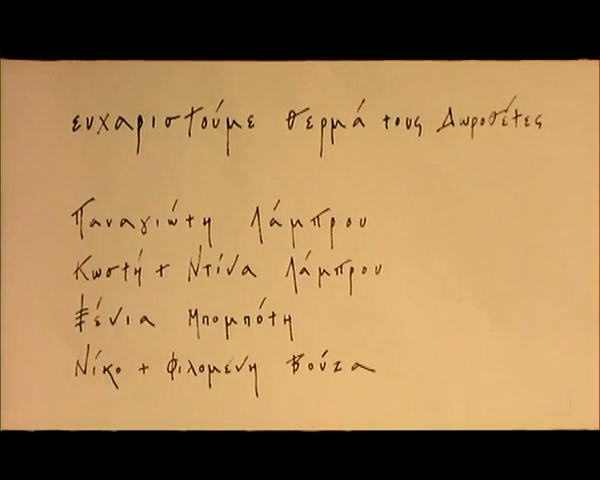 ευχαριστούμε θερμά τους Δωροθέτες
Παναγιώτη Λάμπρου
Κωστή + Ντίνα Λάμπρου
Ξένια Μπομπότη
Νίκο + Φιλομένη Βούζα